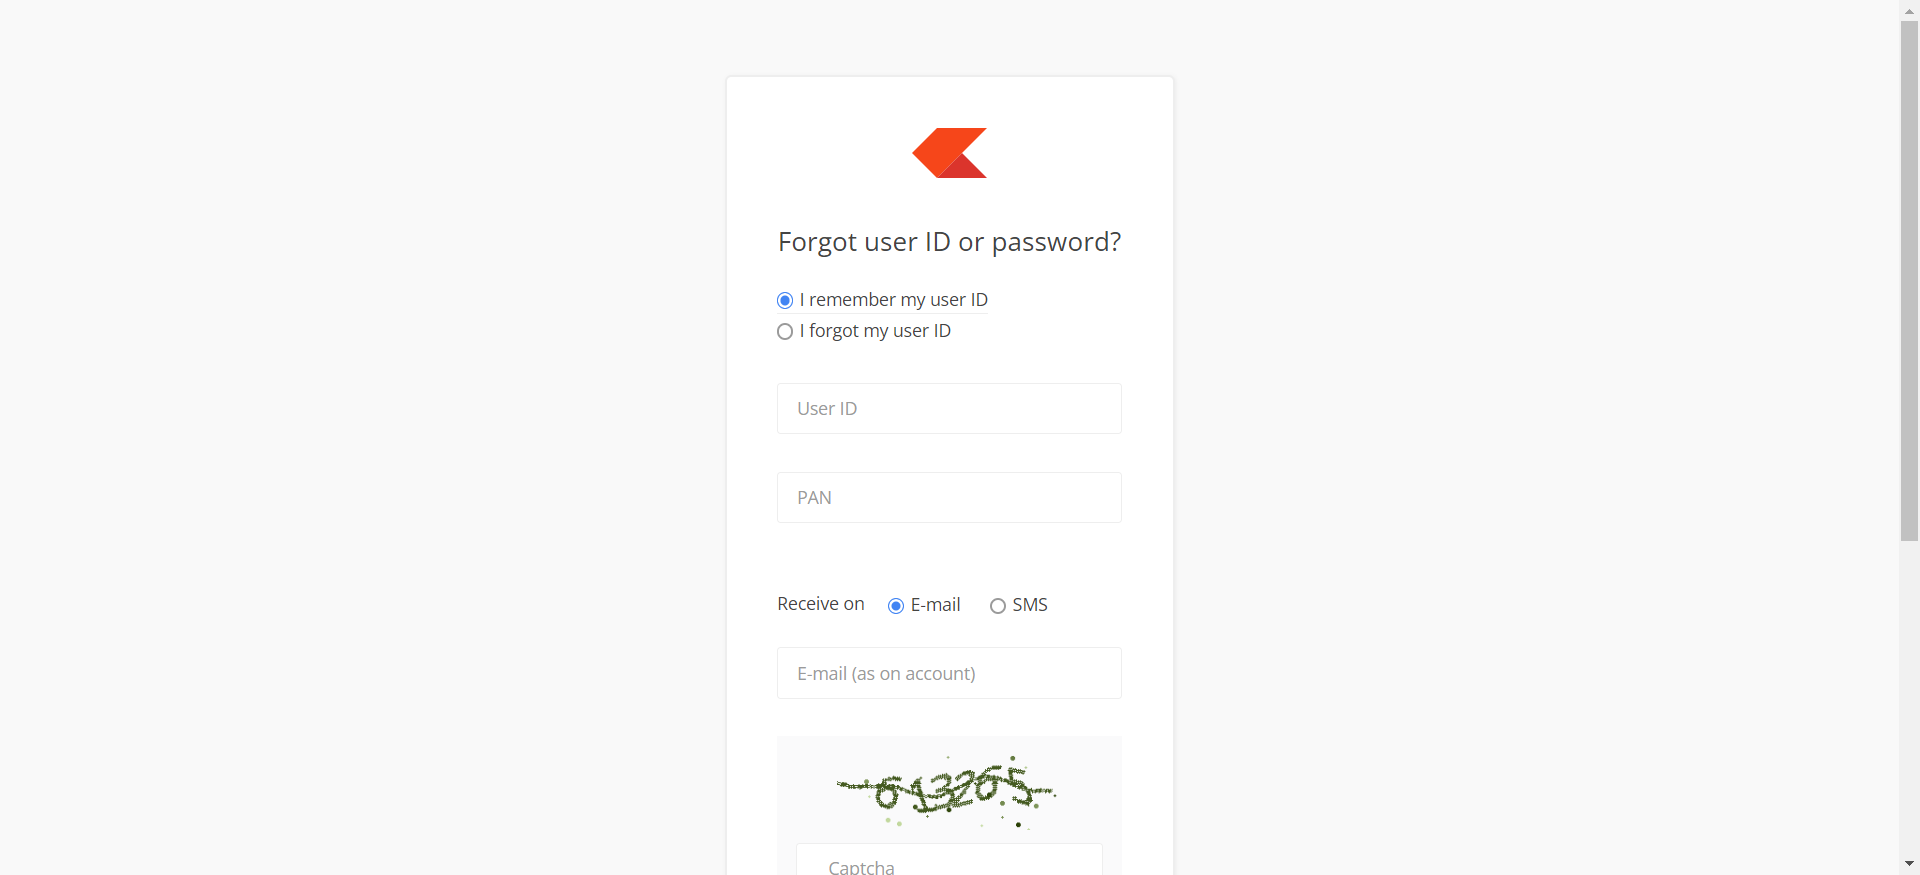 Forgot user ID or password?
I remember my user ID
I forgot my user ID
User ID
PAN
Receive on E-mail SMS
E-mail (as on account)
Captcha